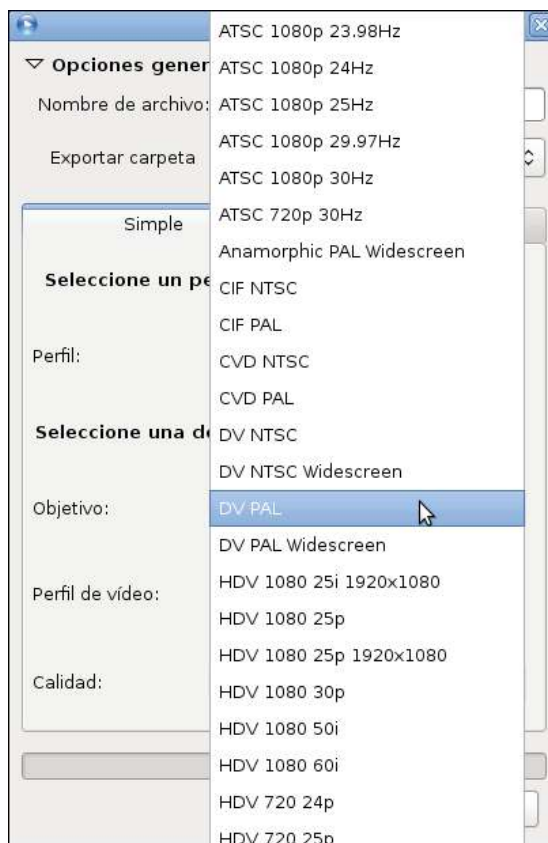 Opciones gener
Nombre de archivo:
Exportar carpeta
Simple
Seleccione un pe
Perfil:
Seleccione una de
Objetivo:
Perfil de vídeo:
Calidad:
ATSC 1080p 23.98Hz
ATSC 1080p 24Hz
ATSC 1080p 25Hz
ATSC 1080p 29.97Hz
ATSC 1080p 30Hz
ATSC 720p 30Hz
Anamorphic PAL Widescreen
CIF NTSC
CIF PAL
CVD NTSC
CVD PAL
DV NTSC
DV NTSC Widescreen
DV PAL
DV PAL Widescreen
HDV 1080 25i 1920x1080
HDV 1080 25p
HDV 1080 25p 1920x1080
HDV 1080 30p
HDV 1080 50i
HDV 1080 60i
HDV 720 24p
HDV 720 25p